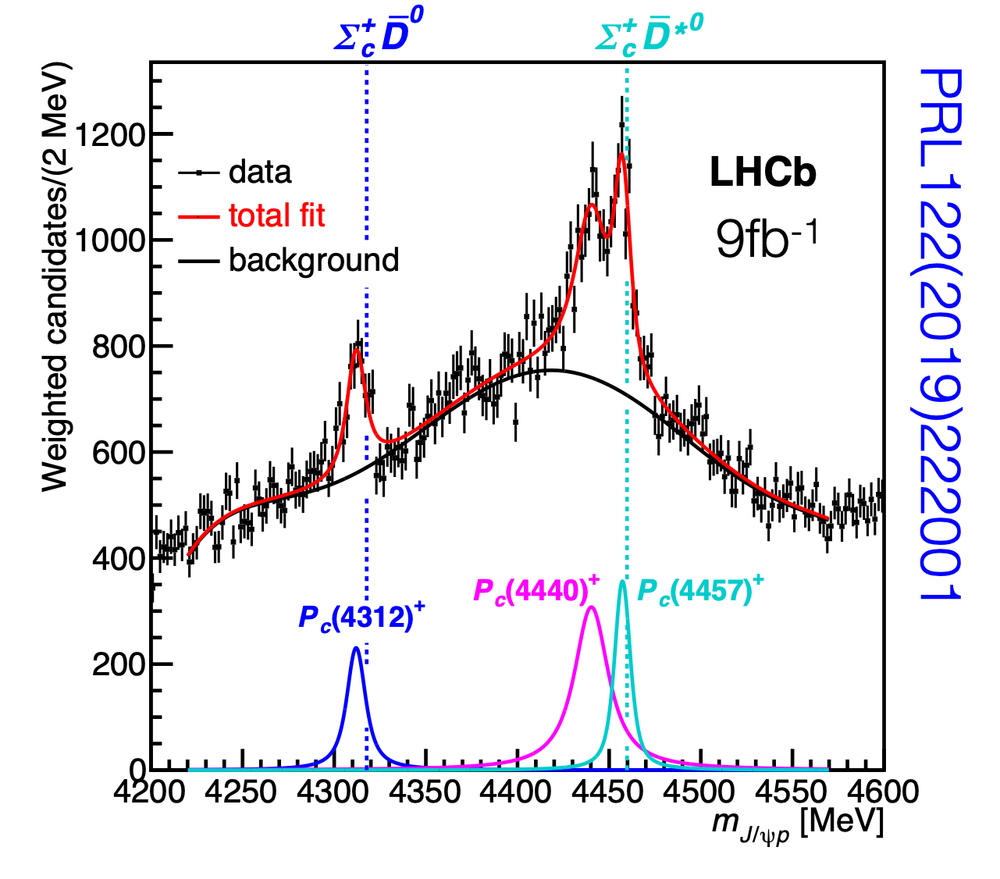 Σc+ D̄0
Σc+ D̄*0
Weighted candidates/(2 MeV)
1200
1000
800
600
400
200
0
data
total fit
background
LHCb
9fb-1
Pc(4312)+
Pc(4440)+
Pc(4457)+
4200 4250 4300 4350 4400 4450 4500 4550 4600
mJ/ψp [MeV]
PRL122(2019)222001